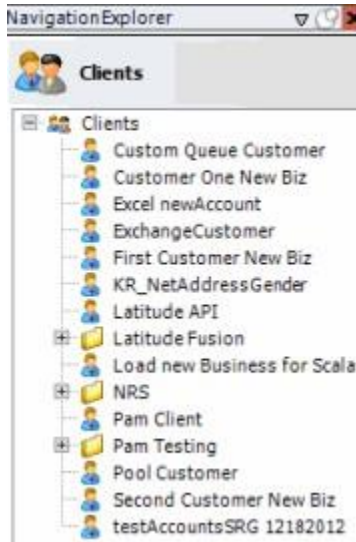 NavigationExplorer
Clients
Clients
Custom Queue Customer
Customer One New Biz
Excel newAccount
ExchangeCustomer
First Customer New Biz
KR_NetAddressGender
Latitude API
Latitude Fusion
Load new Business for Scala
NRS
Pam Client
Pam Testing
Pool Customer
Second Customer New Biz
testAccountsSRG 12182012